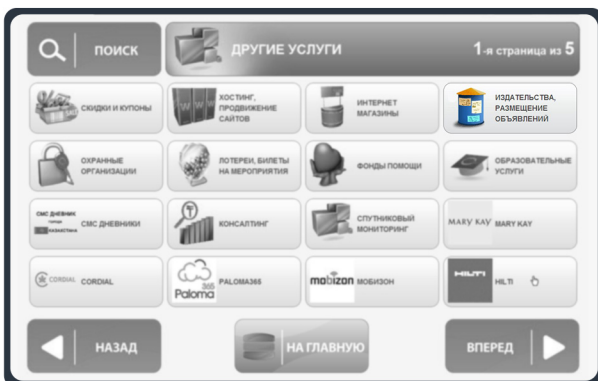 ПОИСК
ДРУГИЕ УСЛУГИ
1-я страница из 5
СКИДКИ И КУПОНЫ
ХОСТИНГ,
ПРОДВИЖЕНИЕ
САЙТОВ
ИНТЕРНЕТ
МАГАЗИНЫ
ИЗДАТЕЛЬСТВА,
РАЗМЕЩЕНИЕ
ОБЪЯВЛЕНИЙ
ОХРАННЫЕ
ОРГАНИЗАЦИИ
ЛОТЕРЕИ, БИЛЕТЫ
НА МЕРОПРИЯТИЯ
ФОНДЫ ПОМОЩИ
ОБРАЗОВАТЕЛЬНЫЕ
УСЛУГИ
СМС ДНЕВНИК
города
КАЗАХСТАНА
СМС ДНЕВНИКИ
КОНСАЛТИНГ
СПУТНИКОВЫЙ
МОНИТОРИНГ
MARY KAY
MARY KAY
CORDIAL
CORDIAL
365
Paloma
PALOMA365
mobizon
МОБИЗОН
HILTI
HILTI
НАЗАД
НА ГЛАВНУЮ
ВПЕРЕД